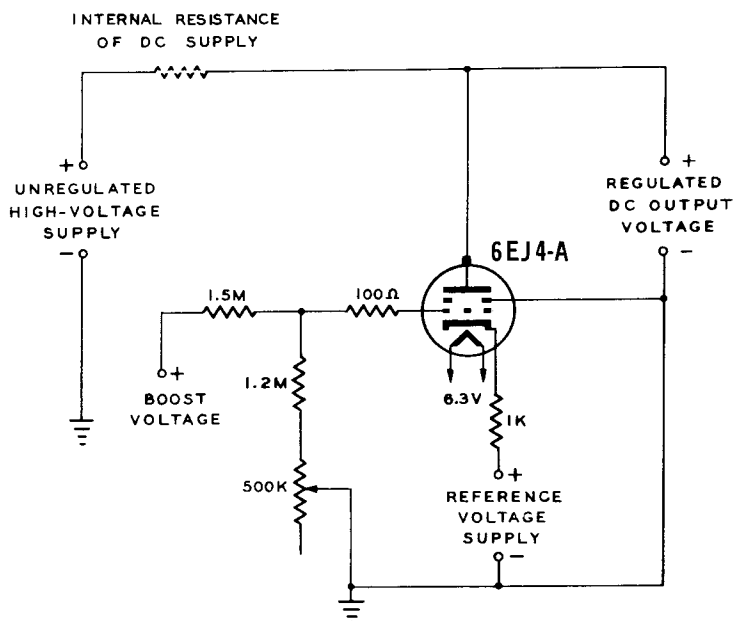 INTERNAL RESISTANCE
OF DC SUPPLY
+
UNREGULATED
HIGH-VOLTAGE
SUPPLY
-
+
REGULATED
DC OUTPUT
VOLTAGE
-
6EJ4-A
1.5M
100Ω
+
BOOST
VOLTAGE
1.2M
6.3V
1K
500K
+
REFERENCE
VOLTAGE
SUPPLY
-